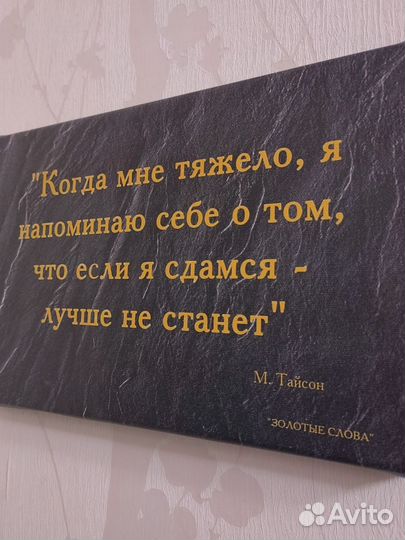 "Когда мне тяжело, я
напоминаю себе о том,
что если я сдамся -
лучше не станет"
М. Тайсон
"ЗОЛОТЫЕ СЛОВА"
Avito